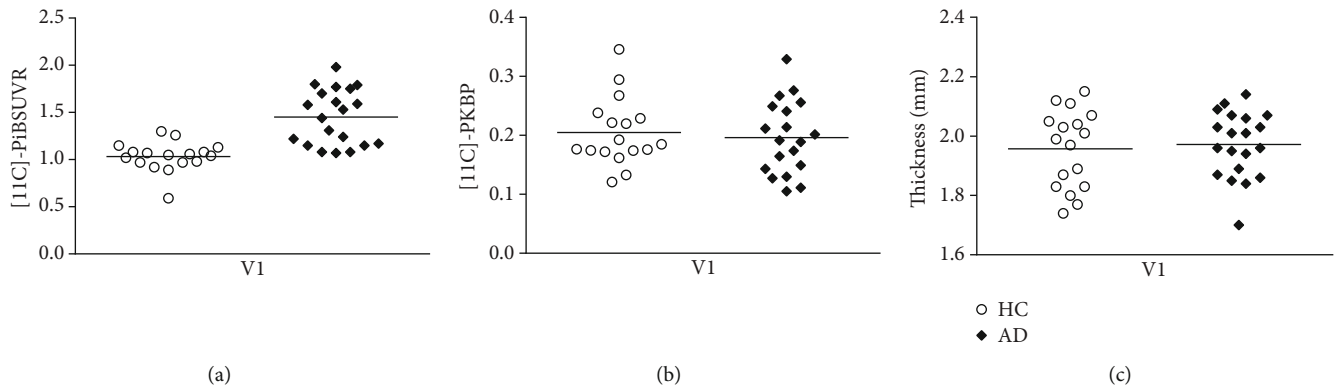 [11C]-PiBSUVR
2.5
2.0
1.5
1.0
0.5
0.0
V1
(a)
[11C]-PKBP
0.4
0.3
0.2
0.1
0.0
V1
(b)
Thickness (mm)
2.4
2.2
2.0
1.8
1.6
V1
HC
AD
(c)